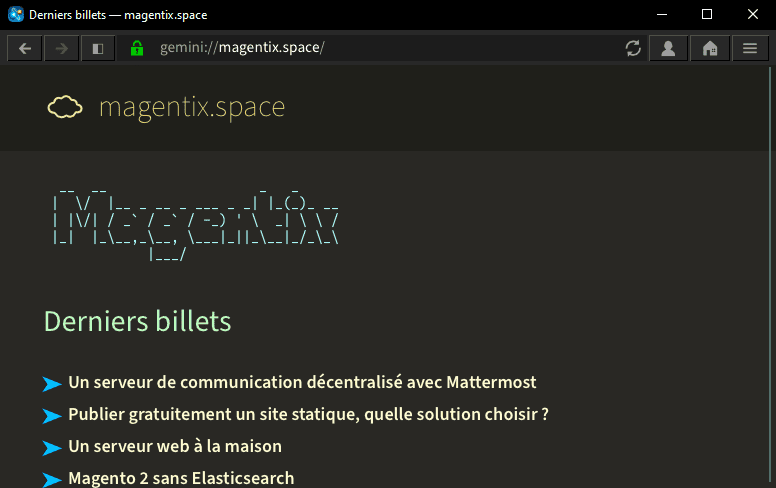 Derniers billets — magentix.space
gemini://magentix.space/
magentix.space
Magentix
Derniers billets
Un serveur de communication décentralisé avec Mattermost
Publier gratuitement un site statique, quelle solution choisir ?
Un serveur web à la maison
Magento 2 sans Elasticsearch